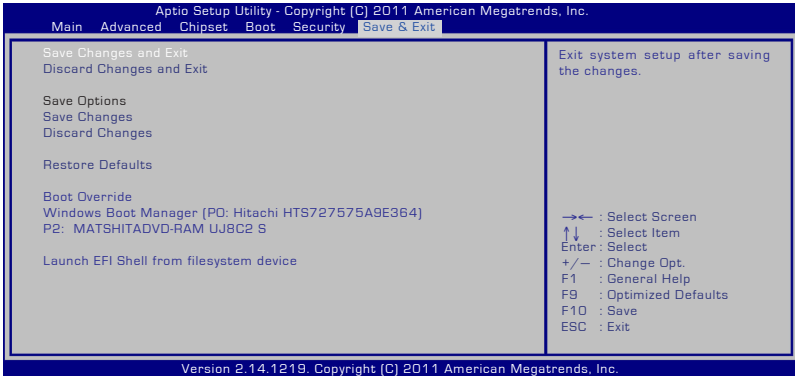 Aptio Setup Utility - Copyright (C) 2011 American Megatrends, Inc.
Main Advanced Chipset Boot Security Save & Exit
Save Changes and Exit
Discard Changes and Exit
Save Options
Save Changes
Discard Changes
Restore Defaults
Boot Override
Windows Boot Manager (P0: Hitachi HTS727575A9E364)
P2: MATSHITADVD-RAM UJ8C2 S
Launch EFI Shell from filesystem device
Exit system setup after saving
the changes.
→← : Select Screen
↑↓ : Select Item
Enter : Select
+/— : Change Opt.
F1 : General Help
F9 : Optimized Defaults
F10 : Save
ESC : Exit
Version 2.14.1219. Copyright (C) 2011 American Megatrends, Inc.